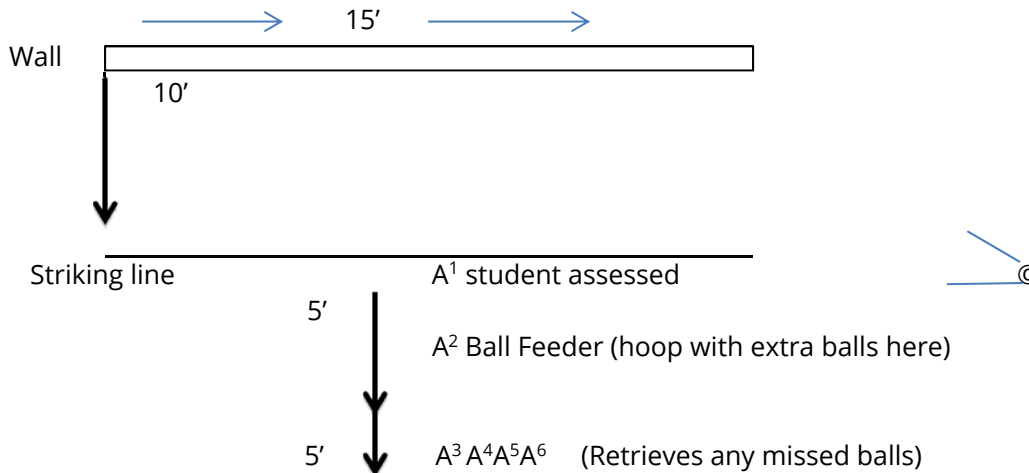 15’
Wall
10’
Striking line A¹ student assessed
5’
A² Ball Feeder (hoop with extra balls here)
5’ A³ A⁴A⁵A⁶ (Retrieves any missed balls)